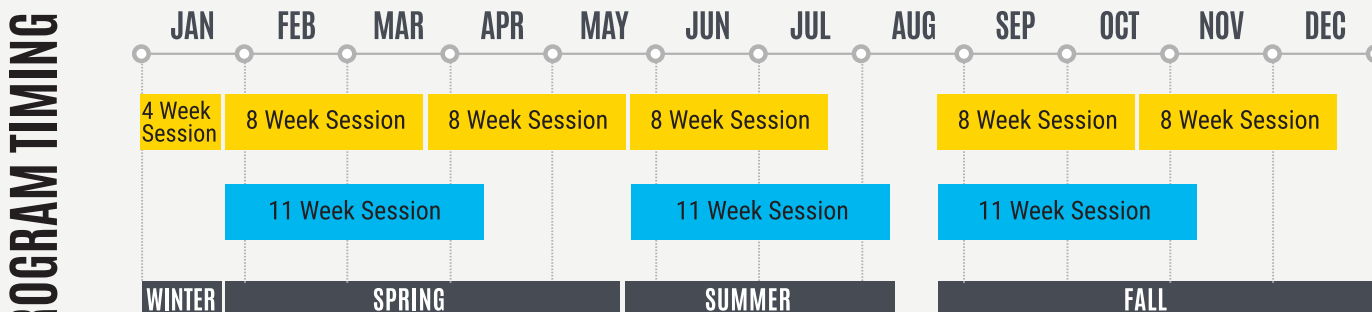 PROGRAM TIMING
JAN FEB MAR APR MAY JUN JUL AUG SEP OCT NOV DEC
4 Week
Session
8 Week Session
8 Week Session
8 Week Session
8 Week Session
8 Week Session
11 Week Session
11 Week Session
11 Week Session
WINTER
SPRING
SUMMER
FALL